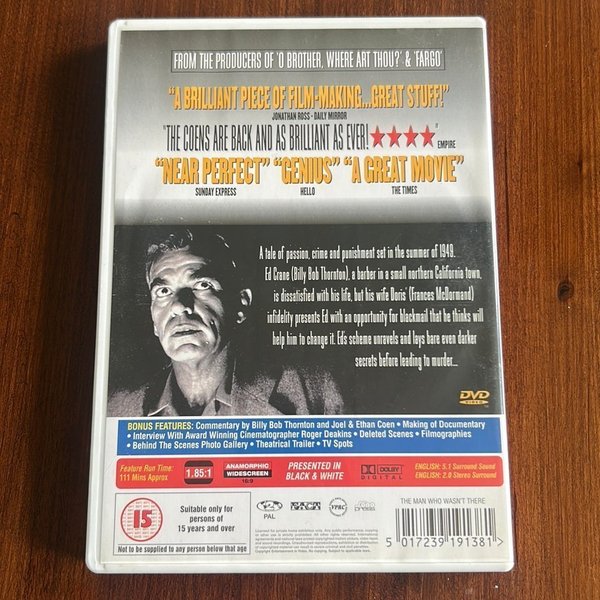 FROM THE PRODUCERS OF 'O BROTHER, WHERE ART THOU?' & 'FARGO'
"A BRILLIANT PIECE OF FILM-MAKING...GREAT STUFF!"
JONATHAN ROSS - DAILY MIRROR
"THE COENS ARE BACK AND AS BRILLIANT AS EVER! ★★★★"
EMPIRE
"NEAR PERFECT" "GENIUS" "A GREAT MOVIE"
SUNDAY EXPRESS HELLO THE TIMES
A tale of passion, crime and punishment set in the summer of 1949.
Ed Crane (Billy Bob Thornton), a barber in a small northern California town,
is dissatisfied with his life, but his wife Doris' (Frances McDormand)
infidelity presents Ed with an opportunity for blackmail that he thinks will
help him to change it. Ed's scheme unravels and lays bare even darker
secrets before leading to murder...
DVD
VIDEO
BONUS FEATURES: Commentary by Billy Bob Thornton and Joel & Ethan Coen • Making of Documentary
• Interview With Award Winning Cinematographer Roger Deakins • Deleted Scenes • Filmographies
• Behind The Scenes Photo Gallery • Theatrical Trailer • TV Spots
Feature Run Time:
111 Mins Approx
1.85:1
ANAMORPHIC
WIDESCREEN
16:9
PRESENTED IN
BLACK & WHITE
DOLBY
DIGITAL
ENGLISH: 5.1 Surround Sound
ENGLISH: 2.0 Stereo Surround
15
Suitable only for
persons of
15 years and over
Not to be supplied to any person below that age
PAL
FACT
VPRC
THE MAN WHO WASN'T THERE
5 017239 191381